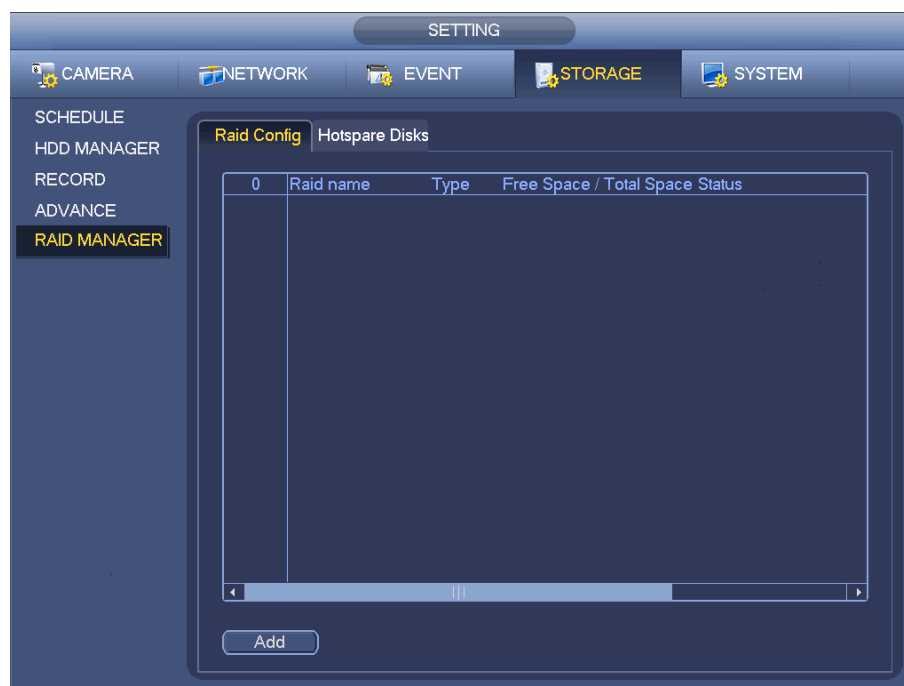 SETTING
CAMERA NETWORK EVENT STORAGE SYSTEM
SCHEDULE
HDD MANAGER
RECORD
ADVANCE
RAID MANAGER
Raid Config Hotspare Disks
0 Raid name Type Free Space / Total Space Status
Add